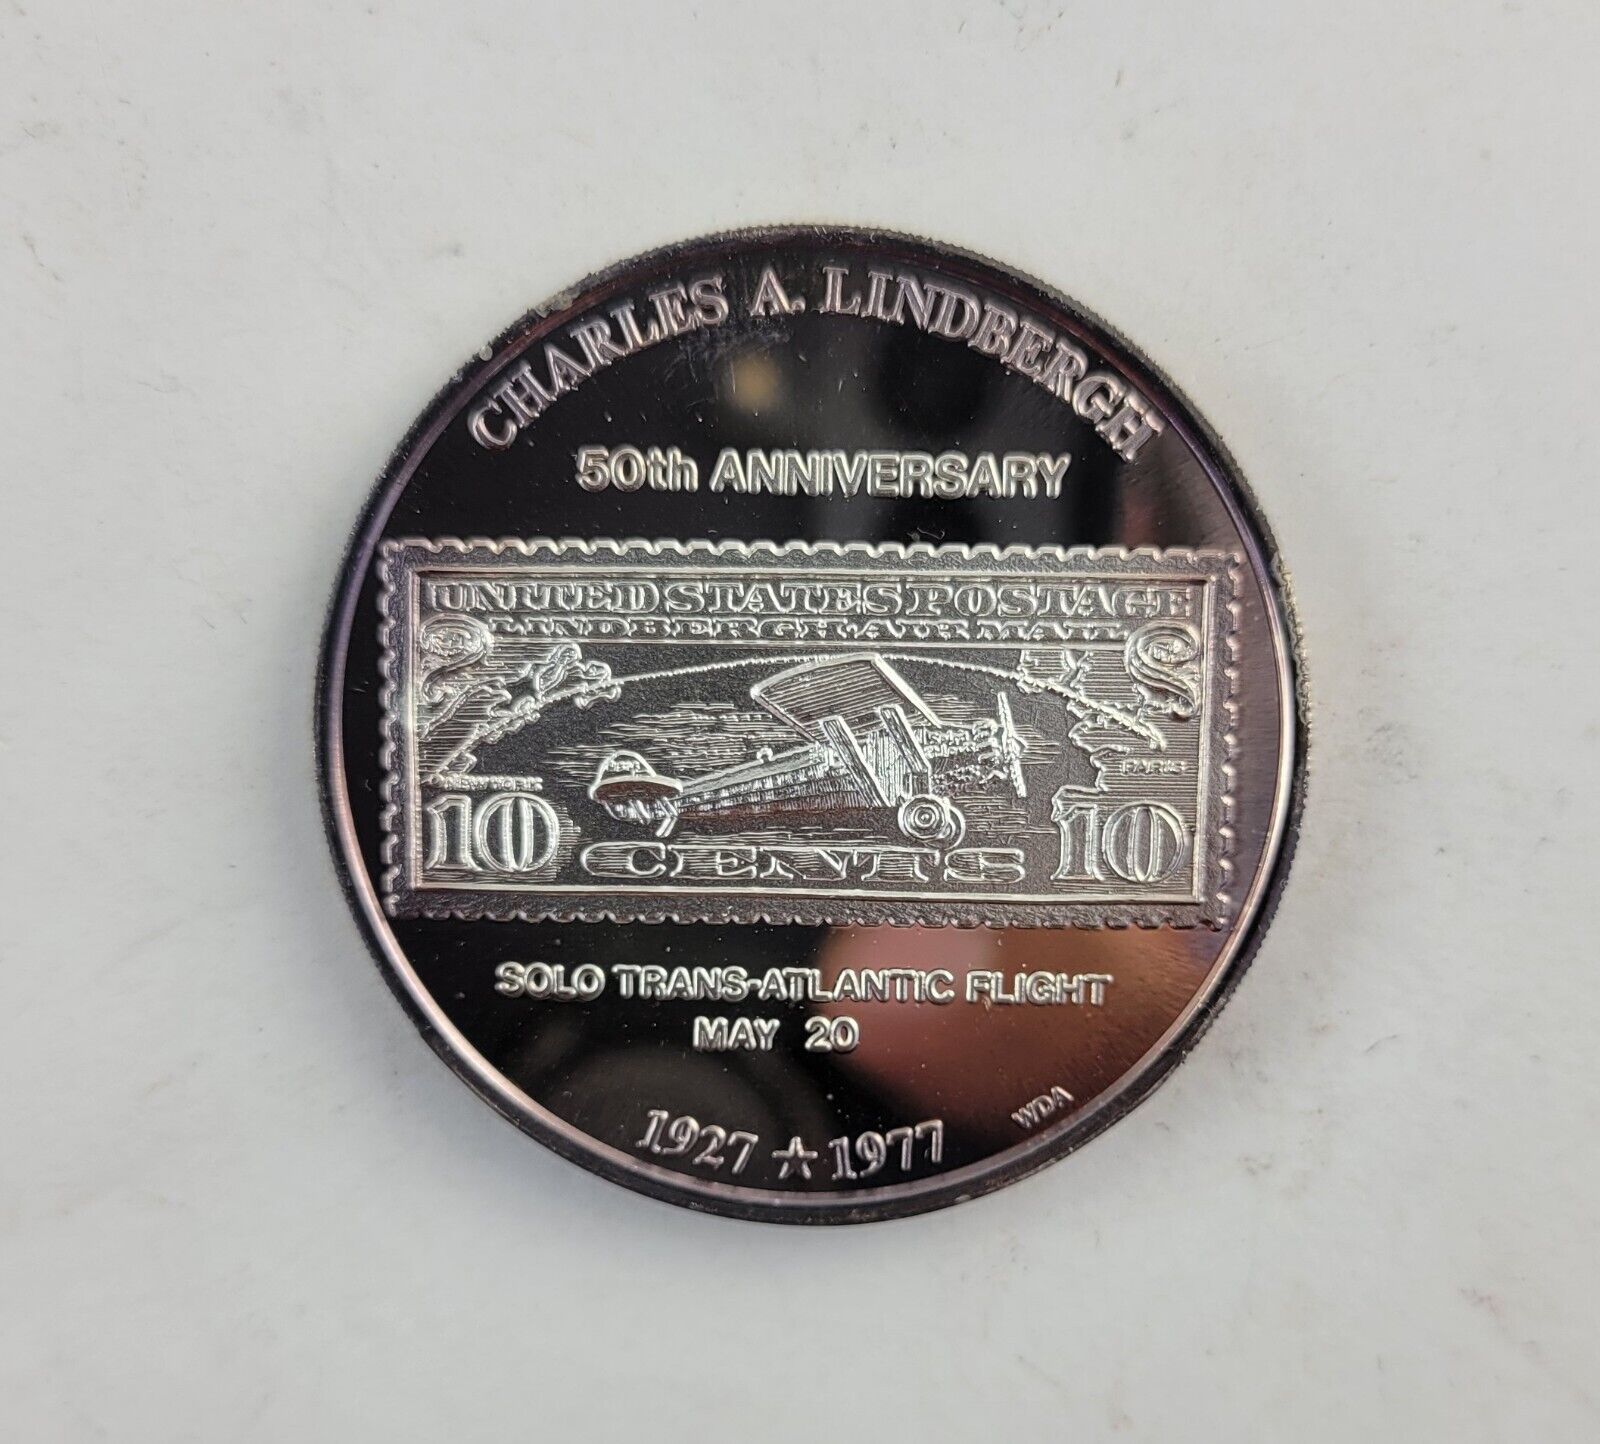 CHARLES A. LINDBERGH
50th ANNIVERSARY
UNITED STATES POSTAGE
LINDBERGH AIR MAIL
NEW YORK
PARIS
10 CENTS 10
SOLO TRANS-ATLANTIC FLIGHT
MAY 20
WDA
1927 ★ 1977